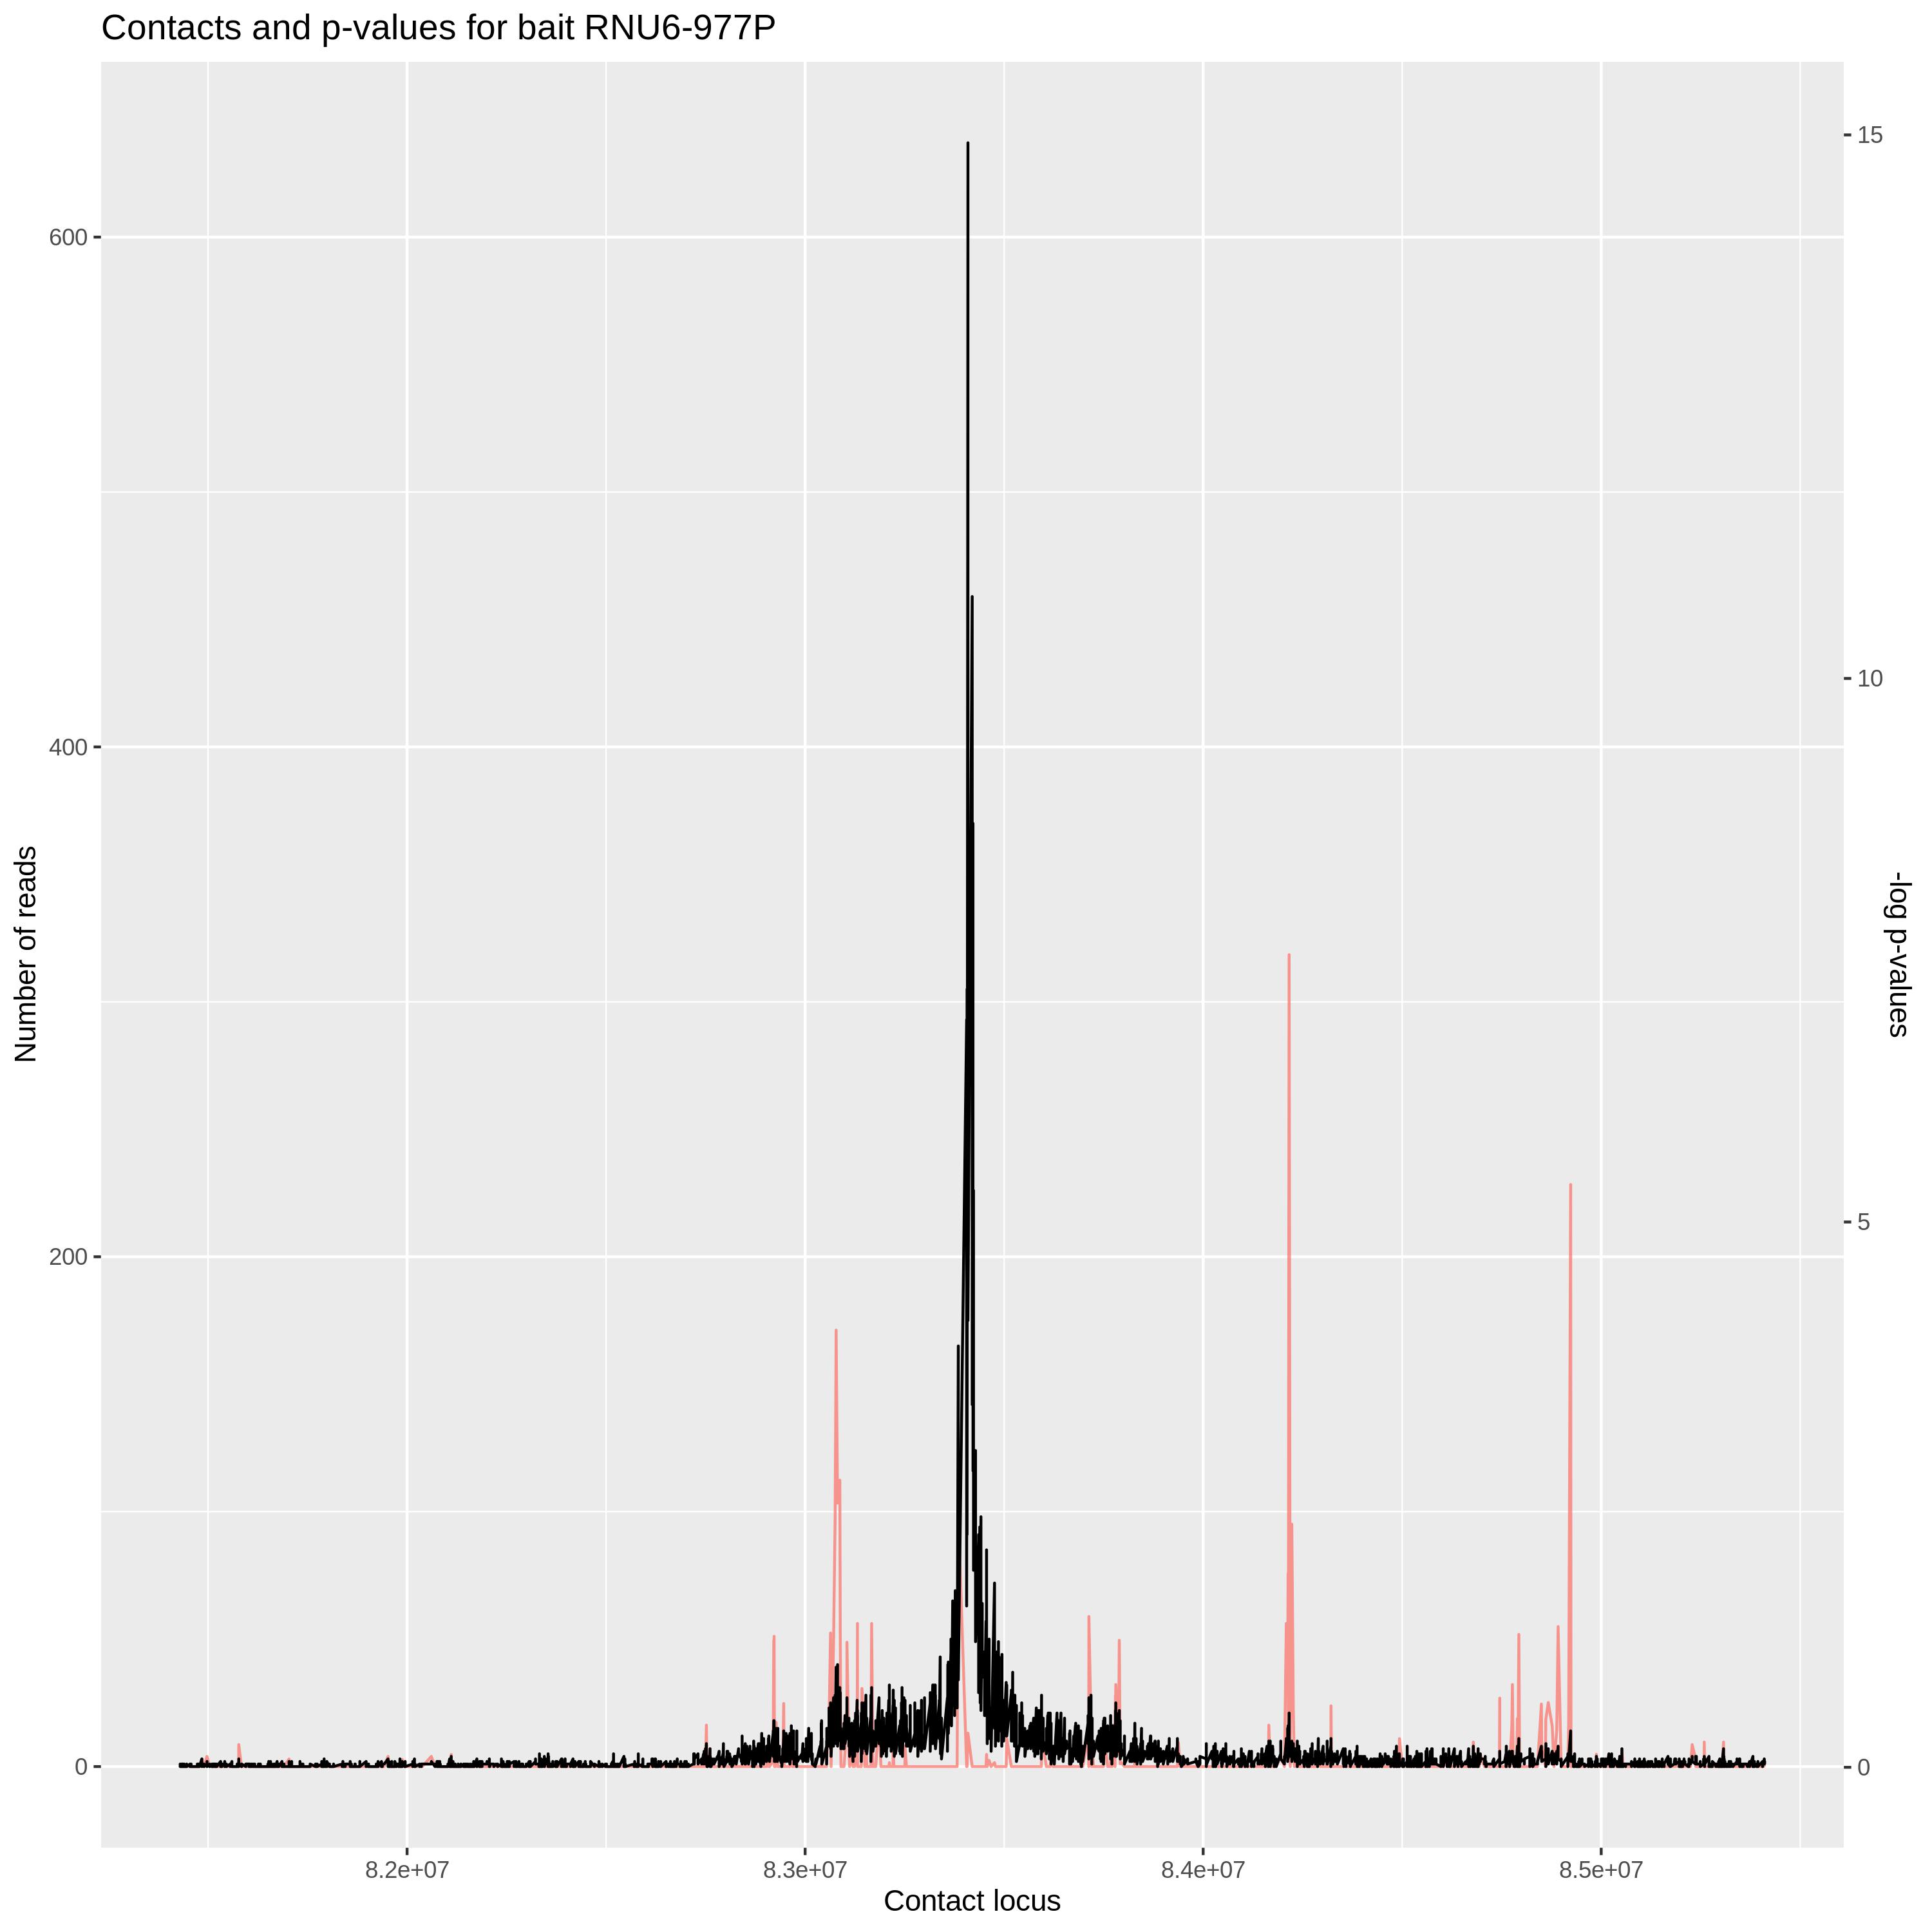 Contacts and p-values for bait RNU6-977P
Number of reads
600
400
200
0
15
10
5
0
-log p-values
8.2e+07
8.3e+07
8.4e+07
8.5e+07
Contact locus